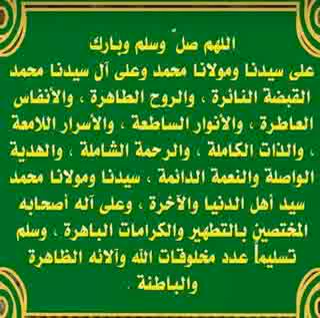 اللهم صلّ وسلم وبارك
على سيدنا ومولانا محمد وعلى آل سيدنا محمد
القبضة النائرة ، والروح الطاهرة ، والأنفاس
العاطرة ، والأنوار الساطعة ، والأسرار اللامعة
، والذات الكاملة ، والرحمة الشاملة ، والهدية
الواصلة والنعمة الدائمة ، سيدنا ومولانا محمد
سيد أهل الدنيا والآخرة ، وعلى آله أصحابه
المختصين بالتطهير والكرامات الباهرة ، وسلم
تسليماً عدد مخلوقات الله وآلائه الظاهرة
والباطنة .